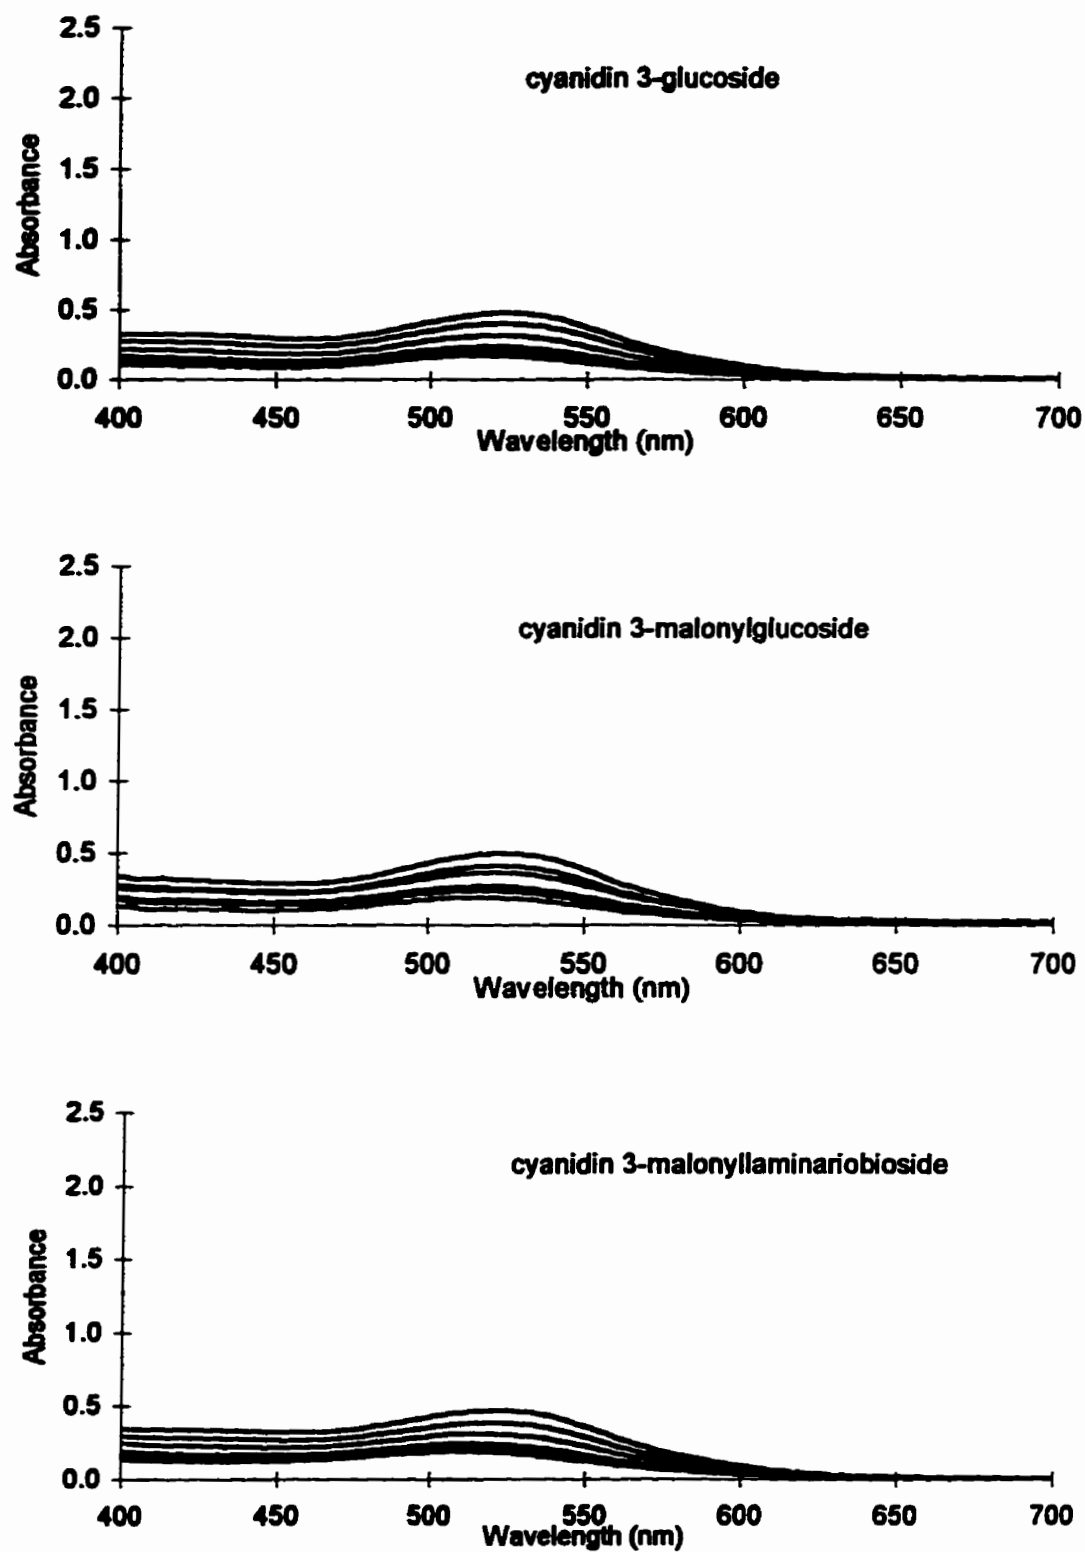 2.5
cyanidin 3-glucoside
2.0
1.5
Absorbance
1.0
0.5
0.0
400 450 500 550 600 650 700
Wavelength (nm)
2.5
cyanidin 3-malonylglucoside
2.0
1.5
Absorbance
1.0
0.5
0.0
400 450 500 550 600 650 700
Wavelength (nm)
2.5
cyanidin 3-malonyllaminariobioside
2.0
1.5
Absorbance
1.0
0.5
0.0
400 450 500 550 600 650 700
Wavelength (nm)